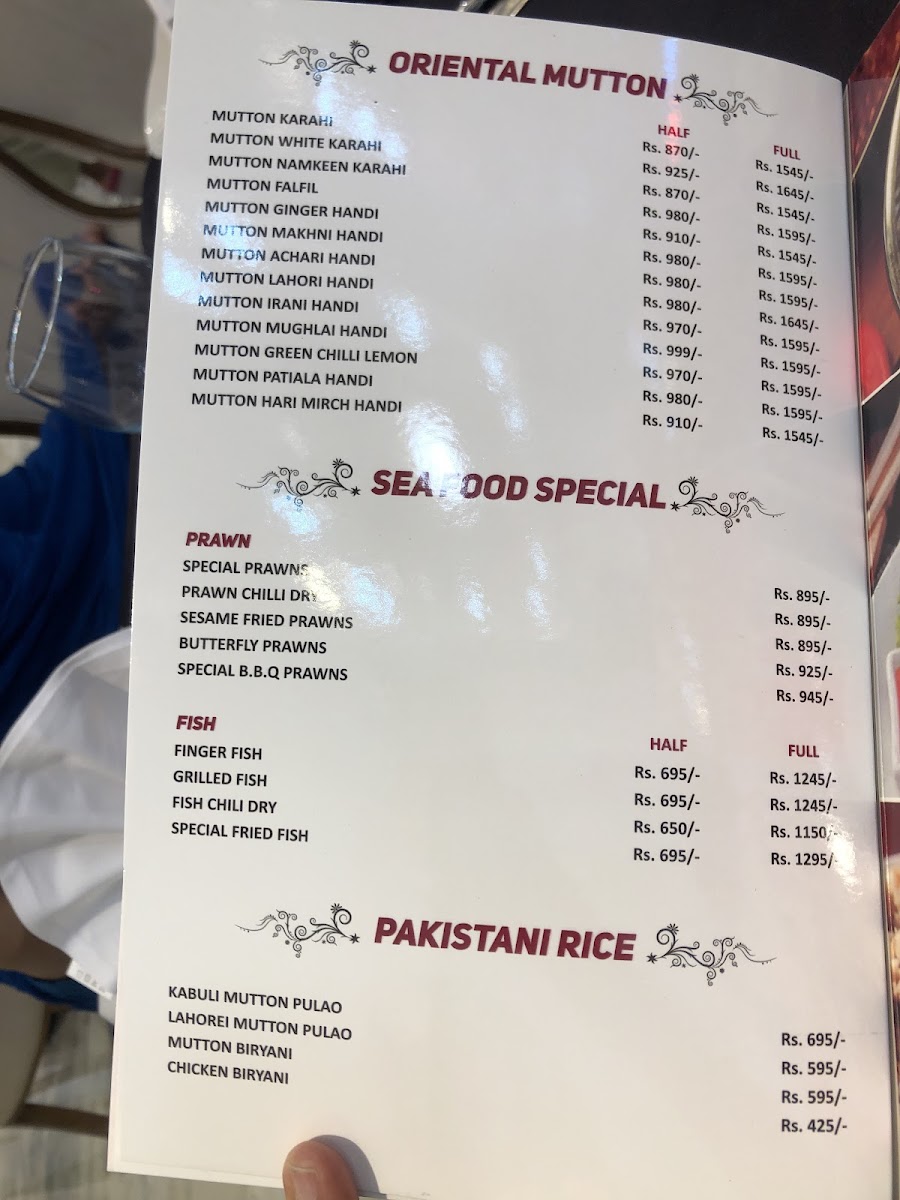 ORIENTAL MUTTON
HALF FULL
MUTTON KARAHI Rs. 870/- Rs. 1545/-
MUTTON WHITE KARAHI Rs. 925/- Rs. 1645/-
MUTTON NAMKEEN KARAHI Rs. 870/- Rs. 1545/-
MUTTON FALFIL Rs. 980/- Rs. 1595/-
MUTTON GINGER HANDI Rs. 910/- Rs. 1545/-
MUTTON MAKHNI HANDI Rs. 980/- Rs. 1595/-
MUTTON ACHARI HANDI Rs. 980/- Rs. 1595/-
MUTTON LAHORI HANDI Rs. 980/- Rs. 1645/-
MUTTON IRANI HANDI Rs. 970/- Rs. 1595/-
MUTTON MUGHLAI HANDI Rs. 999/- Rs. 1595/-
MUTTON GREEN CHILLI LEMON Rs. 970/- Rs. 1595/-
MUTTON PATIALA HANDI Rs. 980/- Rs. 1595/-
MUTTON HARI MIRCH HANDI Rs. 910/- Rs. 1545/-
SEA FOOD SPECIAL
PRAWN
SPECIAL PRAWNS Rs. 895/-
PRAWN CHILLI DRY Rs. 895/-
SESAME FRIED PRAWNS Rs. 895/-
BUTTERFLY PRAWNS Rs. 925/-
SPECIAL B.B.Q PRAWNS Rs. 945/-
FISH HALF FULL
FINGER FISH Rs. 695/- Rs. 1245/-
GRILLED FISH Rs. 695/- Rs. 1245/-
FISH CHILI DRY Rs. 650/- Rs. 1150/-
SPECIAL FRIED FISH Rs. 695/- Rs. 1295/-
PAKISTANI RICE
KABULI MUTTON PULAO Rs. 695/-
LAHOREI MUTTON PULAO Rs. 595/-
MUTTON BIRYANI Rs. 595/-
CHICKEN BIRYANI Rs. 425/-